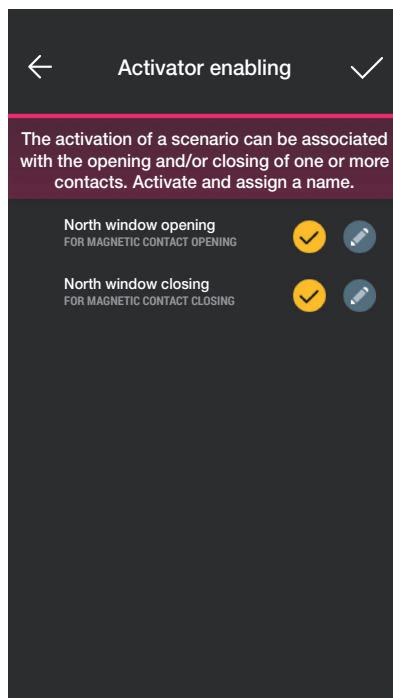 Activator enabling
The activation of a scenario can be associated
with the opening and/or closing of one or more
contacts. Activate and assign a name.
North window opening
FOR MAGNETIC CONTACT OPENING
North window closing
FOR MAGNETIC CONTACT CLOSING